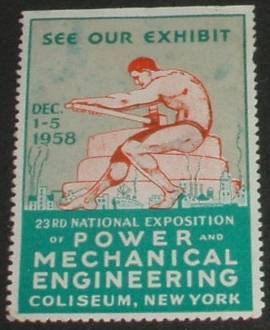 SEE OUR EXHIBIT
DEC.
1-5
1958
23RD NATIONAL EXPOSITION
OF POWER AND
MECHANICAL
ENGINEERING
COLISEUM, NEW YORK